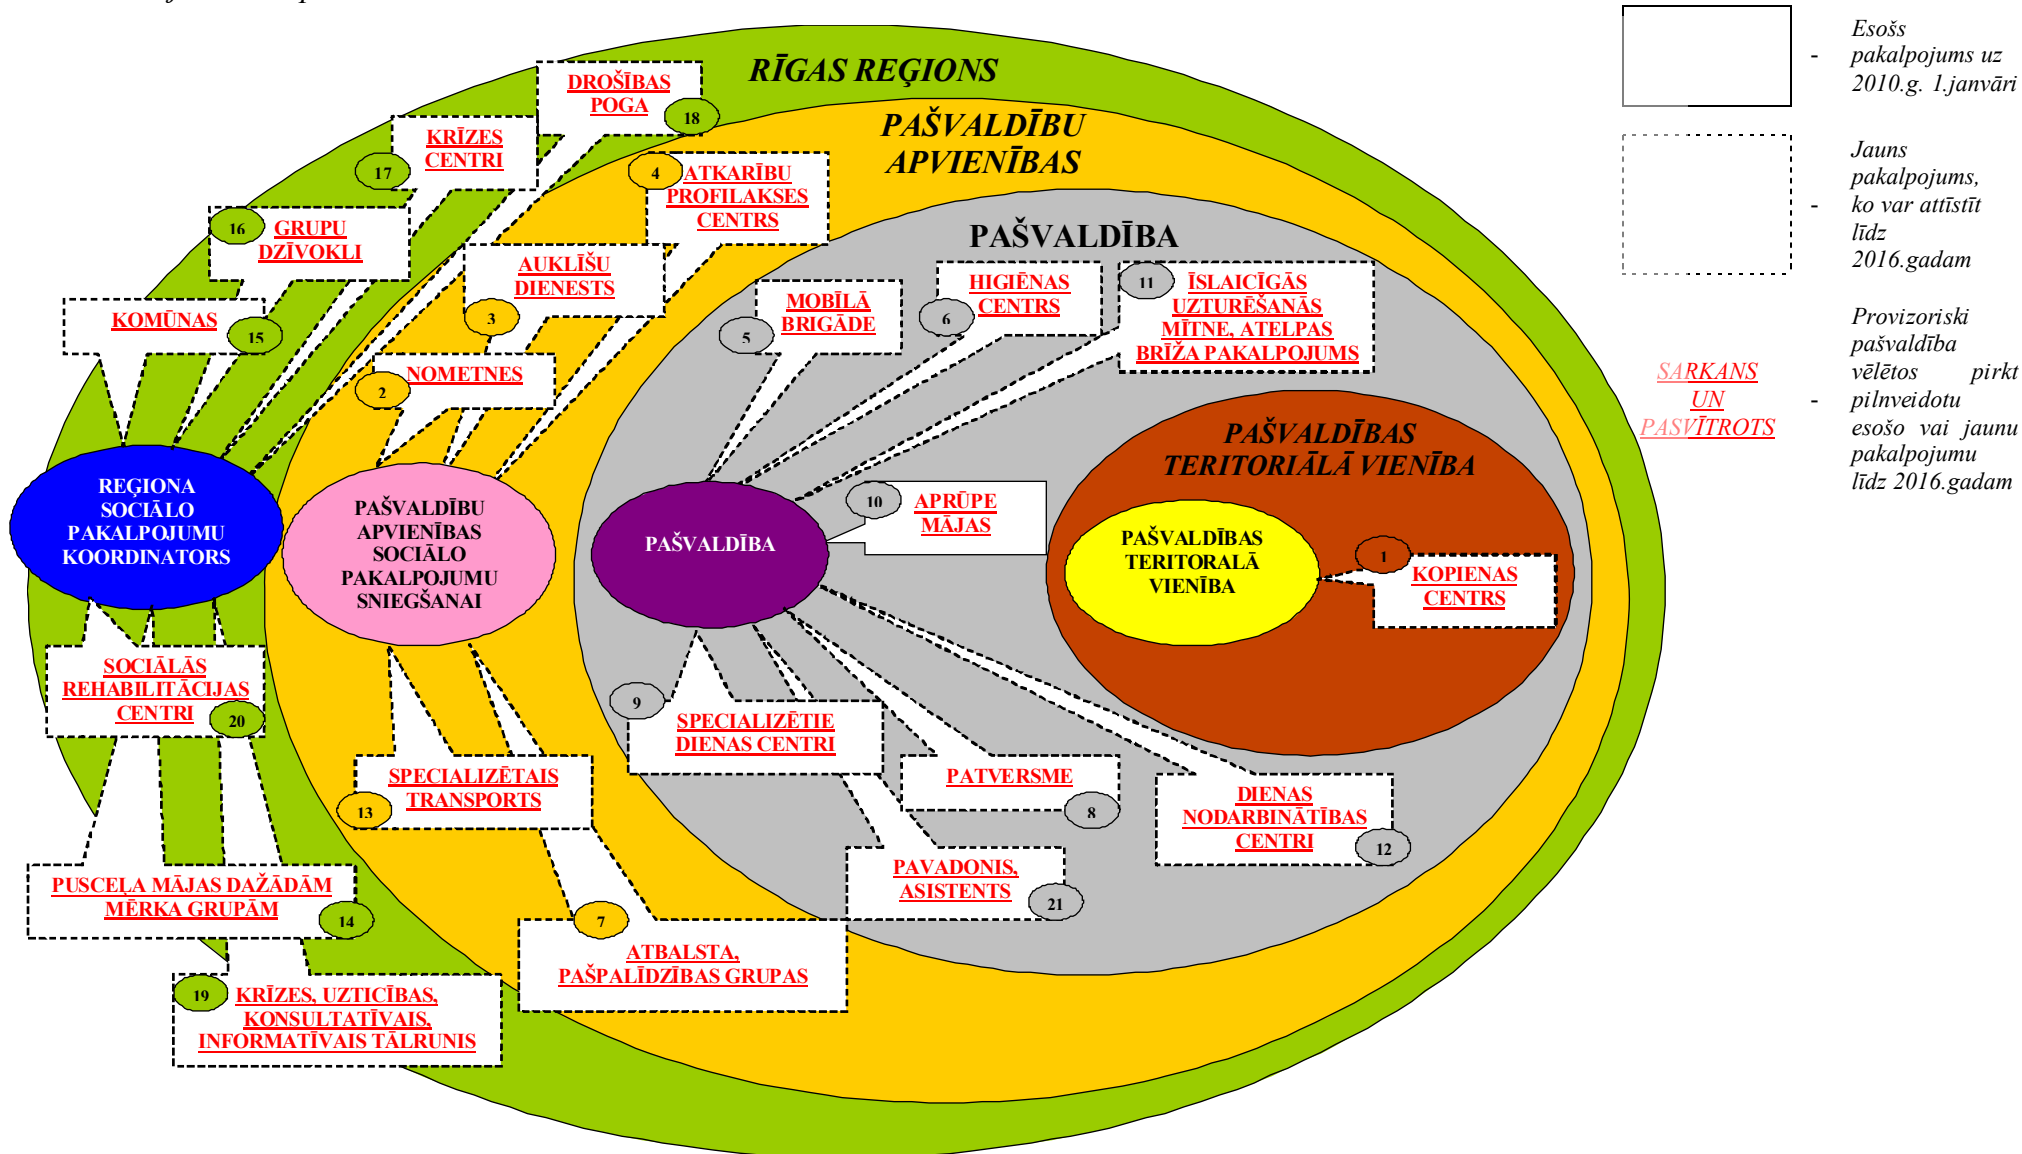 RĪGAS REĢIONS
PAŠVALDĪBU
APVIENĪBAS
PAŠVALDĪBA
PAŠVALDĪBAS
TERITORIĀLĀ VIENĪBA
DROŠĪBAS
POGA
18
KRĪZES
CENTRI
17
GRUPU
DZĪVOKLI
16
KOMŪNAS
15
4
ATKARĪBU
PROFILAKSES
CENTRS
AUKLĪŠU
DIENESTS
3
NOMETNES
2
MOBĪLĀ
BRIGĀDE
5
HIGIĒNAS
CENTRS
6
11
ĪSLAICĪGĀS
UZTURĒŠANĀS
MĪTNE, ATELPAS
BRĪŽA PAKALPOJUMS
REĢIONA
SOCIĀLO
PAKALPOJUMU
KOORDINATORS
PAŠVALDĪBU
APVIENĪBAS
SOCIĀLO
PAKALPOJUMU
SNIEGŠANAI
PAŠVALDĪBA
10
APRŪPE
MĀJAS
PAŠVALDĪBAS
TERITORALĀ
VIENĪBA
1
KOPIENAS
CENTRS
SOCIĀLĀS
REHABILITĀCIJAS
CENTRI
20
9
SPECIALIZĒTIE
DIENAS CENTRI
SPECIALIZĒTAIS
TRANSPORTS
13
PATVERSME
8
DIENAS
NODARBINĀTĪBAS
CENTRI
12
PUSCEĻA MĀJAS DAŽĀDĀM
MĒRKA GRUPĀM
14
PAVADONIS,
ASISTENTS
21
7
ATBALSTA,
PAŠPALĪDZĪBAS GRUPAS
19
KRĪZES, UZTICĪBAS,
KONSULTATĪVAIS,
INFORMATĪVAIS TĀLRUNIS
- Esošs
pakalpojums uz
2010.g. 1.janvāri
- Jauns
pakalpojums,
ko var attīstīt
līdz
2016.gadam
SARKANS
UN
PASVĪTROTS
- Provizoriski
pašvaldība
vēlētos pirkt
pilnveidotu
esošo vai jaunu
pakalpojumu
līdz 2016.gadam